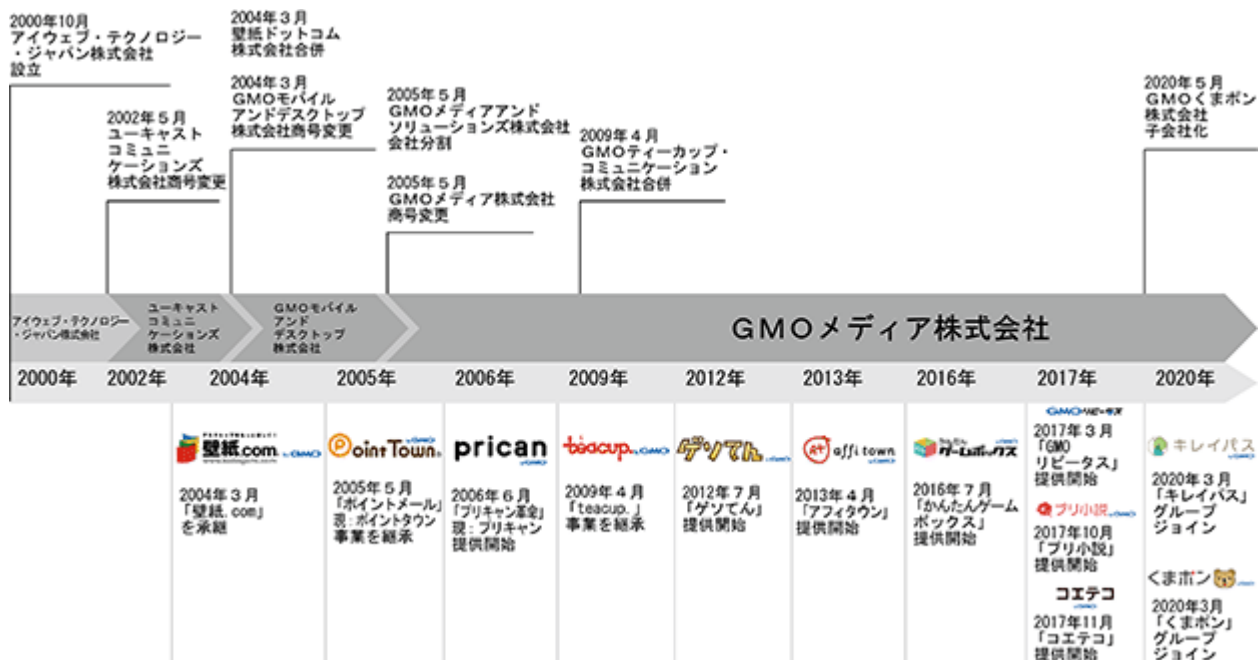 2000年10月
アイウェブ・テクノロジー
・ジャパン株式会社
設立
2002年5月
ユーキャスト
コミュニ
ケーションズ
株式会社商号変更
2004年3月
壁紙ドットコム
株式会社合併
2004年3月
GMOモバイル
アンドデスクトップ
株式会社商号変更
2005年5月
GMOメディアアンド
ソリューションズ株式会社
会社分割
2005年5月
GMOメディア株式会社
商号変更
2009年4月
GMOティーカップ・
コミュニケーション
株式会社合併
2020年5月
GMOくまポン
株式会社
子会社化
アイウェブ・テクノロジー
・ジャパン株式会社
ユーキャスト
コミュニ
ケーションズ
株式会社
GMOモバイル
アンド
デスクトップ
株式会社
GMOメディア株式会社
2000年 2002年 2004年 2005年 2006年 2009年 2012年 2013年 2016年 2017年 2020年
壁紙.com by GMO
2004年3月
「壁紙.com」
を承継
PointTown by GMO
2005年5月
「ポイントメール」
現:ポイントタウン
事業を継承
prican by GMO
2006年6月
「プリキャン革命」
現:プリキャン
提供開始
teacup. by GMO
2009年4月
「teacup.」
事業を継承
ゲソてん by GMO
2012年7月
「ゲソてん」
提供開始
A+ affi town by GMO
2013年4月
「アフィタウン」
提供開始
かんたん
ゲームボックス
2016年7月
「かんたんゲーム
ボックス」
提供開始
GMOリピータス
2017年3月
「GMO
リピータス」
提供開始
プリ小説 by GMO
2017年10月
「プリ小説」
提供開始
コエテコ
by GMO
2017年11月
「コエテコ」
提供開始
キレイパス
by GMO
2020年3月
「キレイパス」
グループ
ジョイン
くまポン
2020年3月
「くまポン」
グループ
ジョイン